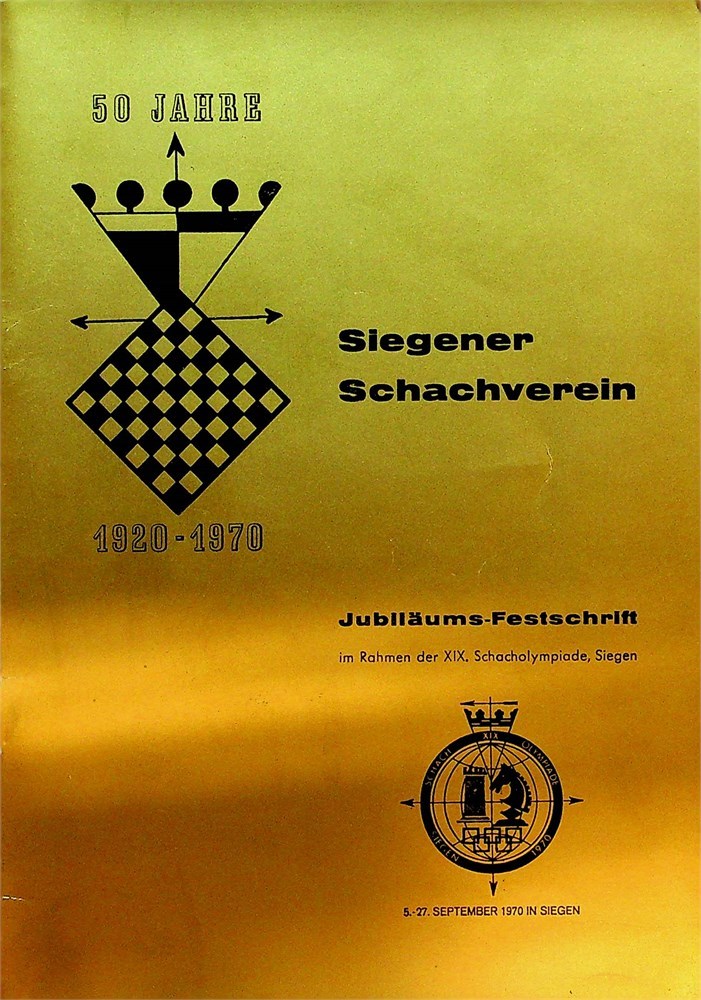 50 JAHRE
Siegener
Schachverein
1920-1970
Jubiläums-Festschrift
im Rahmen der XIX. Schacholympiade, Siegen
SCHACH XIX OLYMPIADE
SIEGEN 1970
5.-27. SEPTEMBER 1970 IN SIEGEN